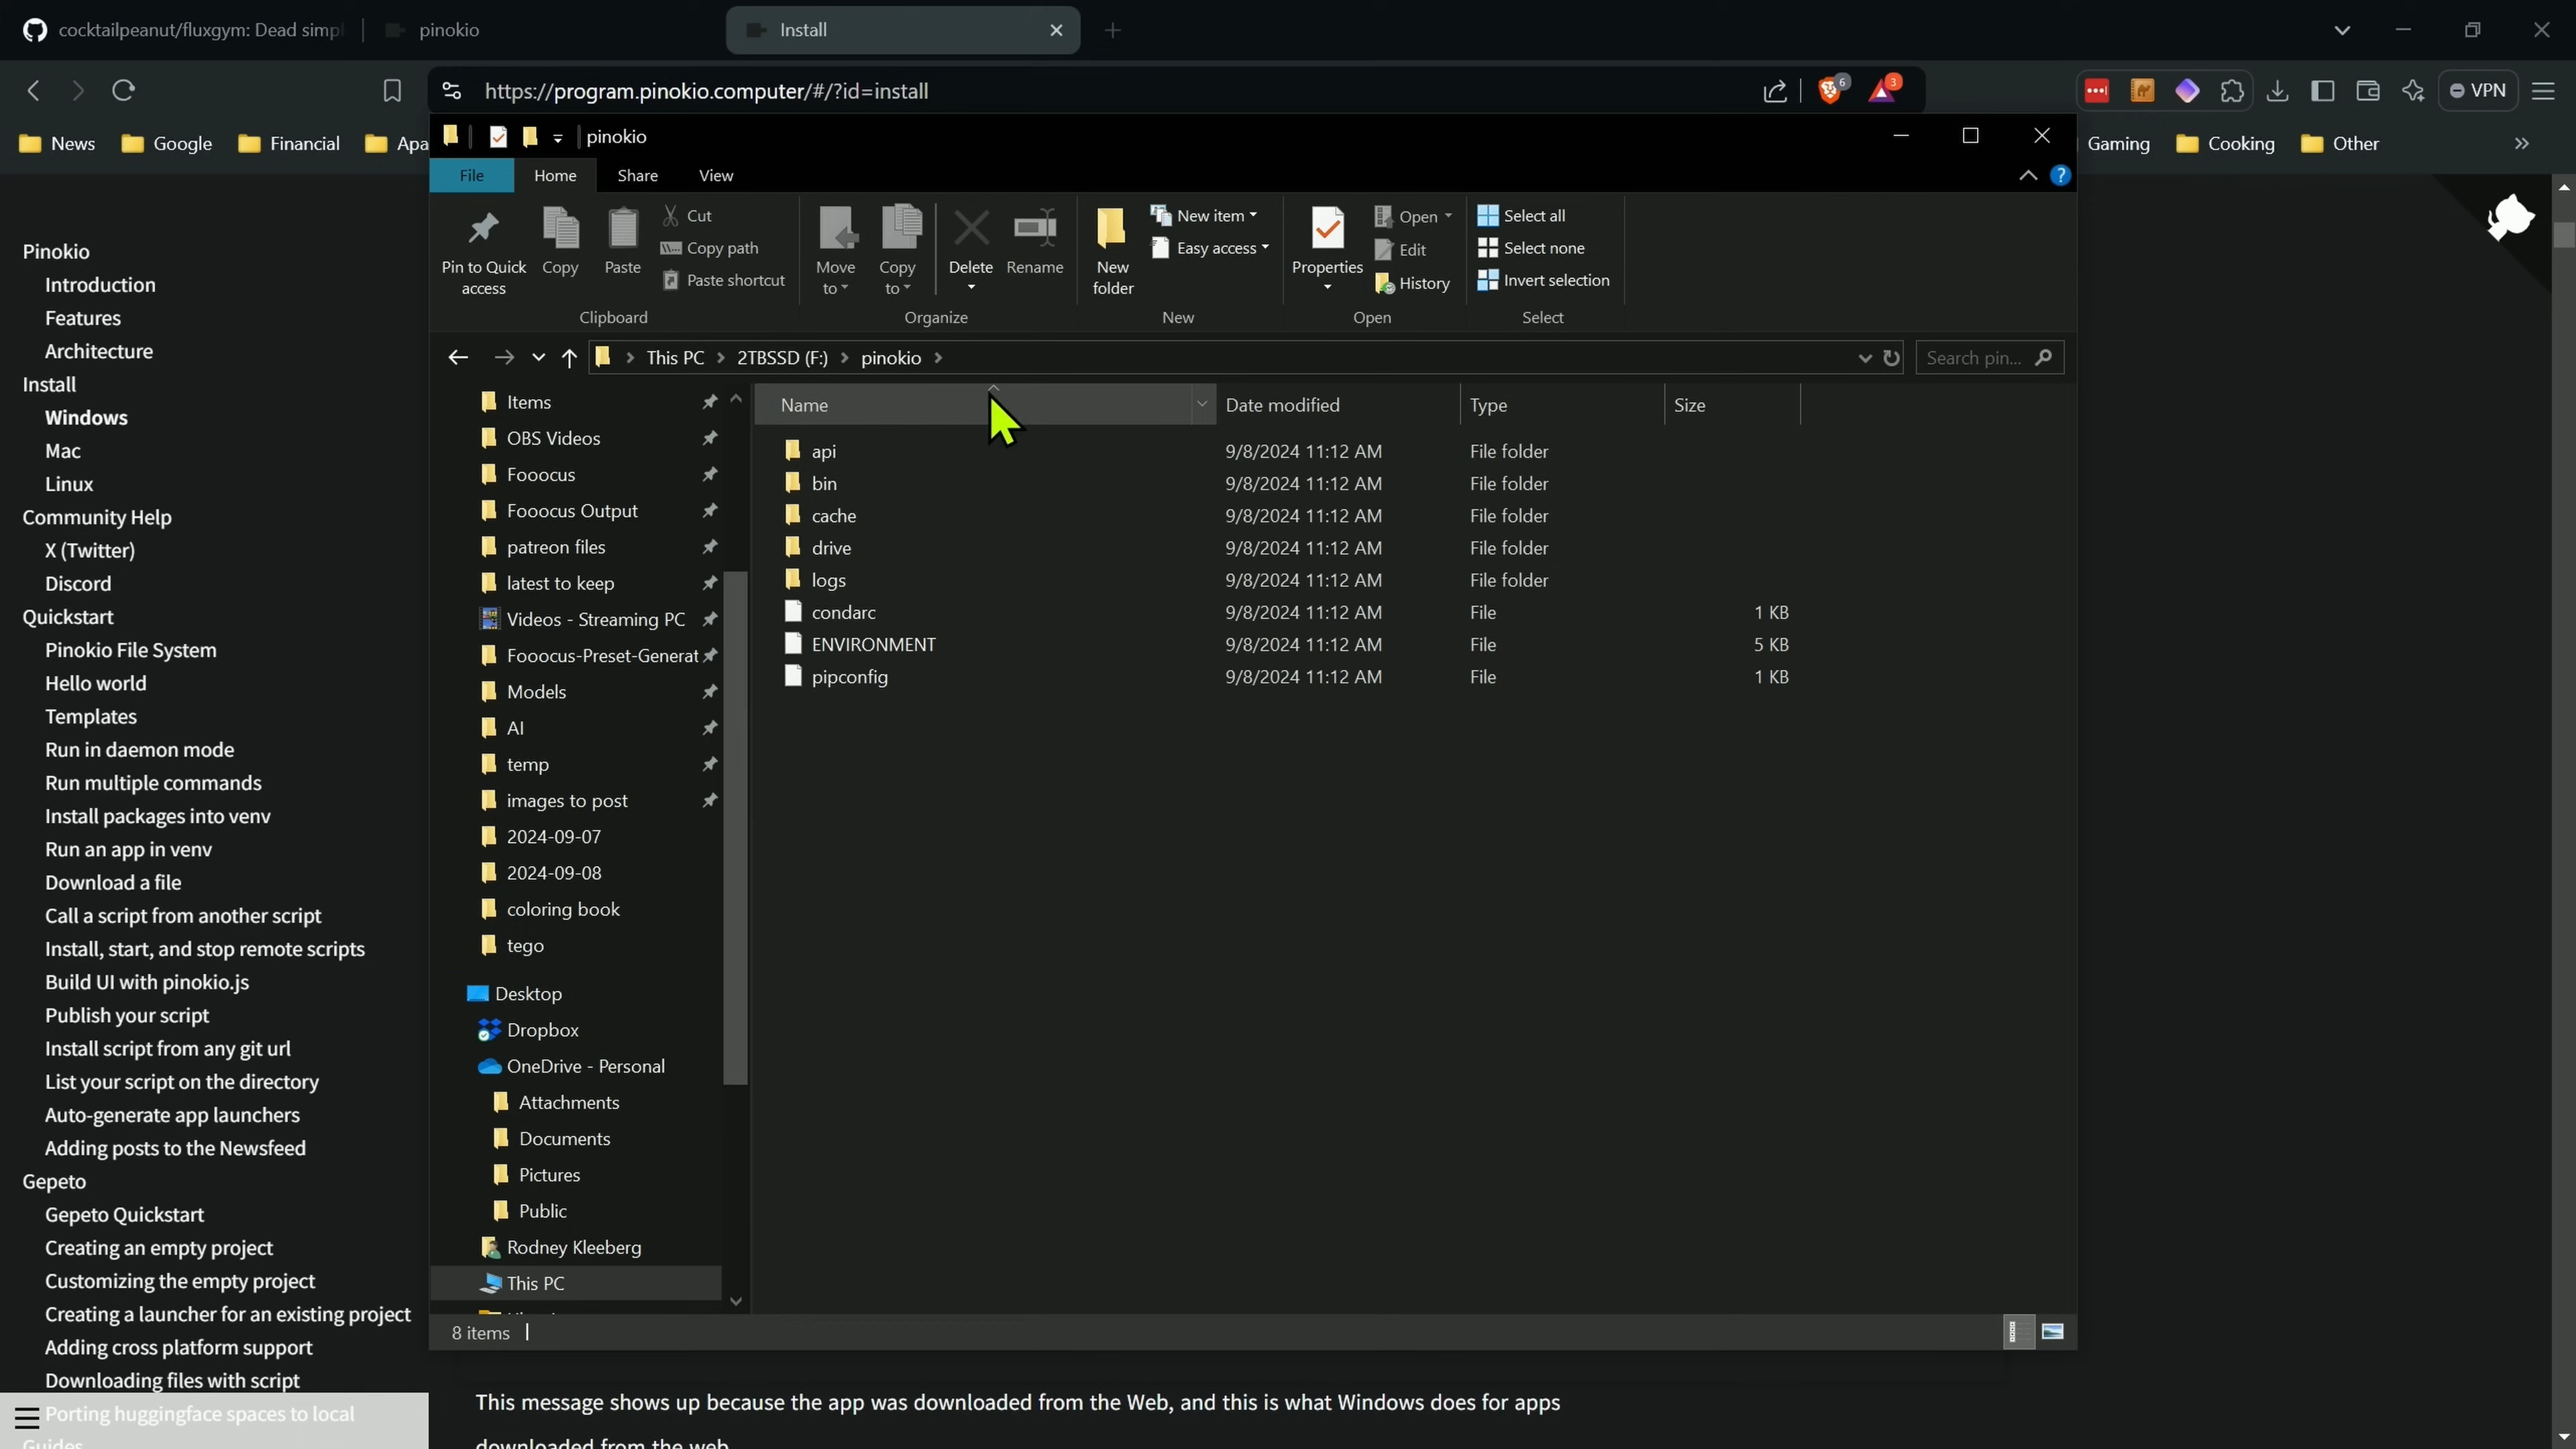 cocktailpeanut/fluxgym: Dead simpl
pinokio
Install
https://program.pinokio.computer/#/?id=install
6
3
VPN
News
Google
Financial
Apa
Gaming
Cooking
Other
pinokio
File
Home
Share
View
Pin to Quick access
Copy
Paste
Cut
Copy path
Paste shortcut
Clipboard
Move to
Copy to
Delete
Rename
Organize
New folder
New item
Easy access
New
Properties
Open
Edit
History
Open
Select all
Select none
Invert selection
Select
This PC
2TBSSD (F:)
pinokio
Search pin...
Pinokio
Introduction
Features
Architecture
Install
Windows
Mac
Linux
Community Help
X (Twitter)
Discord
Quickstart
Pinokio File System
Hello world
Templates
Run in daemon mode
Run multiple commands
Install packages into venv
Run an app in venv
Download a file
Call a script from another script
Install, start, and stop remote scripts
Build UI with pinokio.js
Publish your script
Install script from any git url
List your script on the directory
Auto-generate app launchers
Adding posts to the Newsfeed
Gepeto
Gepeto Quickstart
Creating an empty project
Customizing the empty project
Creating a launcher for an existing project
Adding cross platform support
Downloading files with script
Porting huggingface spaces to local
Guides
Items
OBS Videos
Fooocus
Fooocus Output
patreon files
latest to keep
Videos - Streaming PC
Fooocus-Preset-Generat
Models
AI
temp
images to post
2024-09-07
2024-09-08
coloring book
tego
Desktop
Dropbox
OneDrive - Personal
Attachments
Documents
Pictures
Public
Rodney Kleeberg
This PC
Name Date modified Type Size
api 9/8/2024 11:12 AM File folder
bin 9/8/2024 11:12 AM File folder
cache 9/8/2024 11:12 AM File folder
drive 9/8/2024 11:12 AM File folder
logs 9/8/2024 11:12 AM File folder
condarc 9/8/2024 11:12 AM File 1 KB
ENVIRONMENT 9/8/2024 11:12 AM File 5 KB
pipconfig 9/8/2024 11:12 AM File 1 KB
8 items
This message shows up because the app was downloaded from the Web, and this is what Windows does for apps
downloaded from the web.